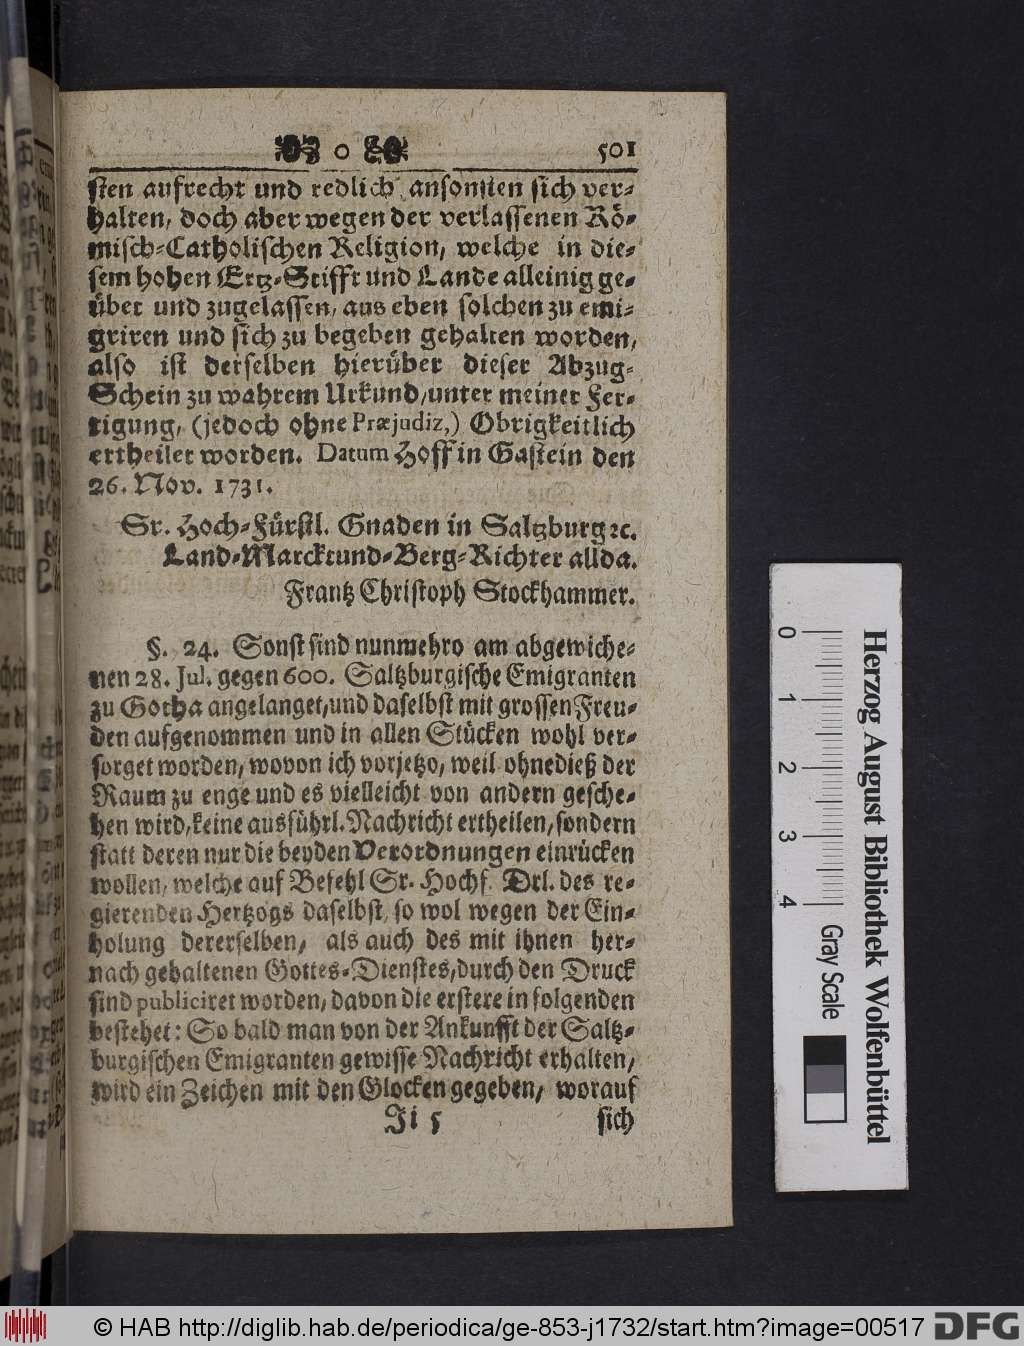 o 501
sten aufrecht und redlich ansonsten sich ver-
halten, doch aber wegen der verlassenen Rö-
misch-Catholischen Religion, welche in die-
sem hohen Ertz-Stifft und Lande alleinig ge-
über und zugelassen, aus eben solchen zu emi-
griren und sich zu begeben gehalten worden,
also ist derselben hierüber dieser Abzug-
Schein zu wahrem Urkund, unter meiner Fer-
tigung, (jedoch ohne Præjudiz,) Obrigkeitlich
ertheilet worden. Datum Hoff in Gastein den
26. Nov. 1731.
Sr. Hoch-Fürstl. Gnaden in Saltzburg ꝛc.
Land-Marckt und-Berg-Richter allda.
Frantz Christoph Stockhammer.
§. 24. Sonst sind nunmehro am abgewiche-
nen 28. Jul. gegen 600. Saltzburgische Emigranten
zu Gotha angelanget, und daselbst mit grossen Freu-
den aufgenommen und in allen Stücken wohl ver-
sorget worden, wovon ich vorjetzo, weil ohnedieß der
Raum zu enge und es vielleicht von andern gesche-
hen wird, keine ausführl. Nachricht ertheilen, sondern
statt deren nur die beyden Verordnungen einrücken
wollen, welche auf Befehl Sr. Hochf. Drl. des re-
gierenden Hertzogs daselbst, so wol wegen der Ein-
holung dererselben, als auch des mit ihnen her-
nach gehaltenen Gottes-Dienstes, durch den Druck
sind publiciret worden, davon die erstere in folgenden
bestehet: So bald man von der Ankunfft der Saltz-
burgischen Emigranten gewisse Nachricht erhalten,
wird ein Zeichen mit den Glocken gegeben, worauf
Ji 5 sich
0 1 2 3 4 Gray Scale
Herzog August Bibliothek Wolfenbüttel
© HAB http://diglib.hab.de/periodica/ge-853-j1732/start.htm?image=00517 DFG